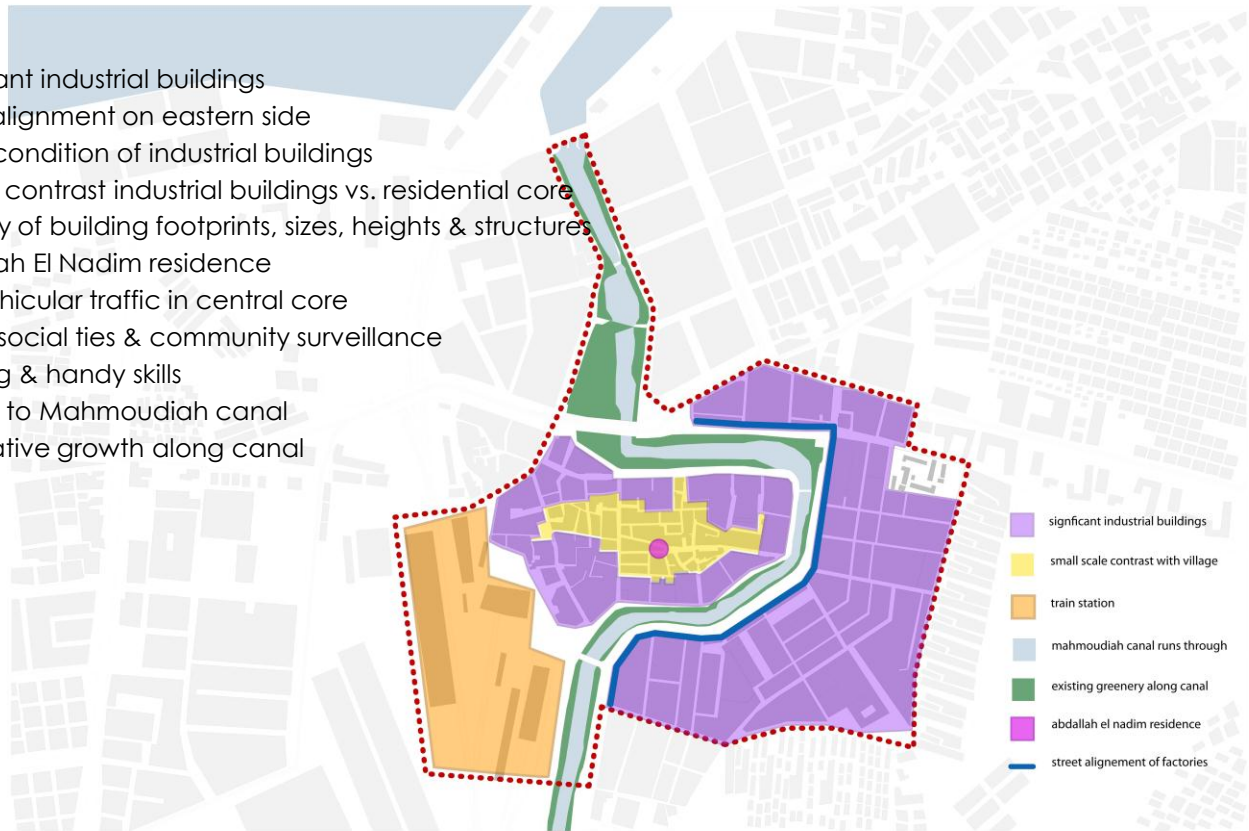 ant industrial buildings
alignment on eastern side
condition of industrial buildings
contrast industrial buildings vs. residential core
y of building footprints, sizes, heights & structures
ah El Nadim residence
hicular traffic in central core
social ties & community surveillance
g & handy skills
to Mahmoudiah canal
ative growth along canal
signficant industrial buildings
small scale contrast with village
train station
mahmoudiah canal runs through
existing greenery along canal
abdallah el nadim residence
street alignement of factories